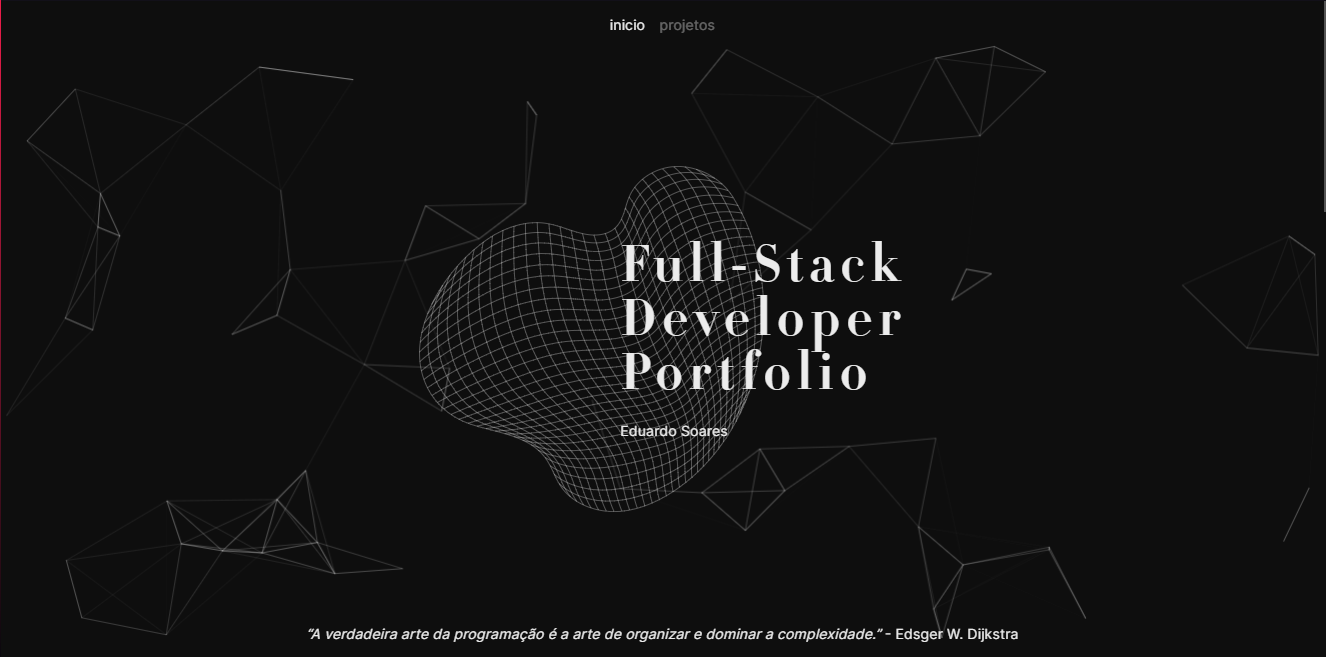 inicio projetos
Full-Stack
Developer
Portfolio
Eduardo Soares
“A verdadeira arte da programação é a arte de organizar e dominar a complexidade.” - Edsger W. Dijkstra